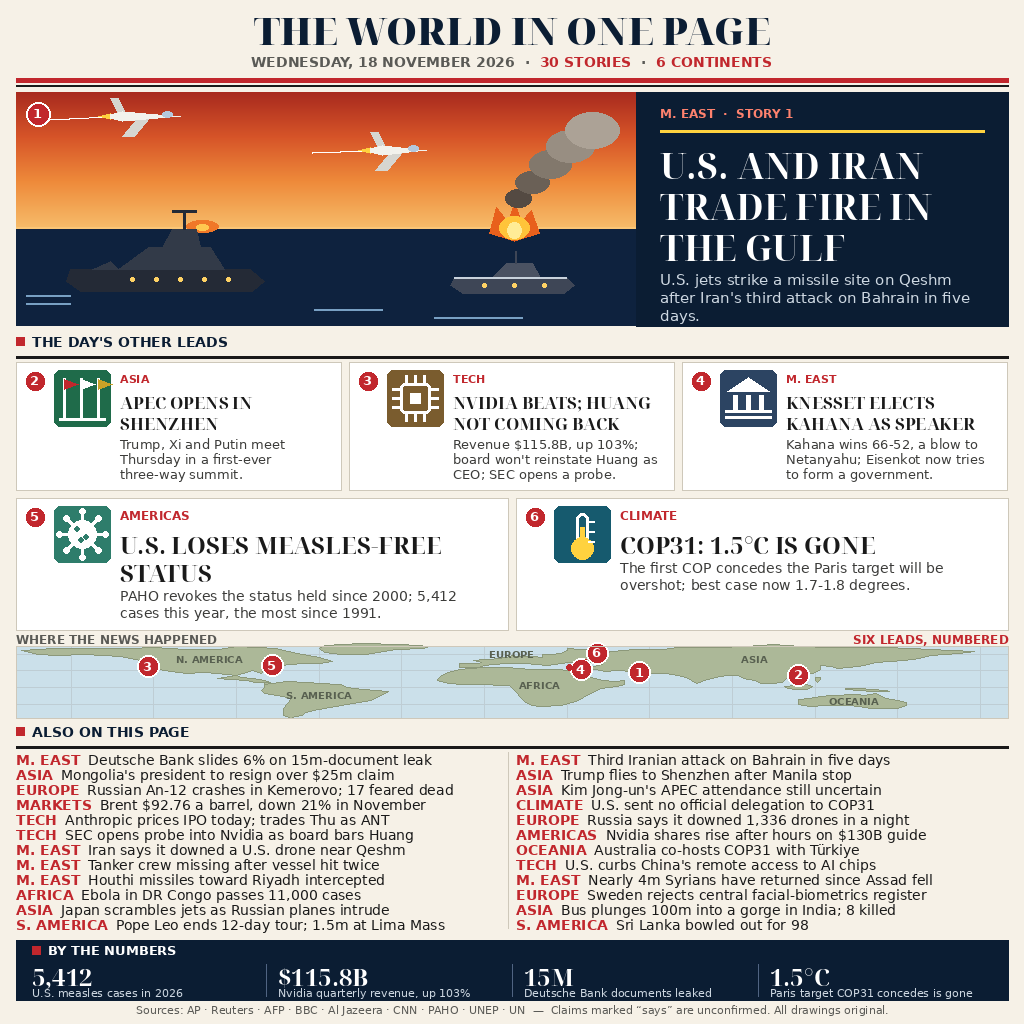 THE WORLD IN ONE PAGE
WEDNESDAY, 18 NOVEMBER 2026 · 30 STORIES · 6 CONTINENTS
1
M. EAST · STORY 1
U.S. AND IRAN
TRADE FIRE IN
THE GULF
U.S. jets strike a missile site on Qeshm
after Iran's third attack on Bahrain in five
days.
THE DAY'S OTHER LEADS
2
ASIA
APEC OPENS IN
SHENZHEN
Trump, Xi and Putin meet
Thursday in a first-ever
three-way summit.
3
TECH
NVIDIA BEATS; HUANG
NOT COMING BACK
Revenue $115.8B, up 103%;
board won't reinstate Huang as
CEO; SEC opens a probe.
4
M. EAST
KNESSET ELECTS
KAHANA AS SPEAKER
Kahana wins 66-52, a blow to
Netanyahu; Eisenkot now tries
to form a government.
5
AMERICAS
U.S. LOSES MEASLES-FREE
STATUS
PAHO revokes the status held since 2000; 5,412
cases this year, the most since 1991.
6
CLIMATE
COP31: 1.5°C IS GONE
The first COP concedes the Paris target will be
overshot; best case now 1.7-1.8 degrees.
WHERE THE NEWS HAPPENED
SIX LEADS, NUMBERED
3
N. AMERICA
5
S. AMERICA
EUROPE
6
4
AFRICA
1
ASIA
2
OCEANIA
ALSO ON THIS PAGE
M. EAST Deutsche Bank slides 6% on 15m-document leak
ASIA Mongolia's president to resign over $25m claim
EUROPE Russian An-12 crashes in Kemerovo; 17 feared dead
MARKETS Brent $92.76 a barrel, down 21% in November
TECH Anthropic prices IPO today; trades Thu as ANT
TECH SEC opens probe into Nvidia as board bars Huang
M. EAST Iran says it downed a U.S. drone near Qeshm
M. EAST Tanker crew missing after vessel hit twice
M. EAST Houthi missiles toward Riyadh intercepted
AFRICA Ebola in DR Congo passes 11,000 cases
ASIA Japan scrambles jets as Russian planes intrude
S. AMERICA Pope Leo ends 12-day tour; 1.5m at Lima Mass
M. EAST Third Iranian attack on Bahrain in five days
ASIA Trump flies to Shenzhen after Manila stop
ASIA Kim Jong-un's APEC attendance still uncertain
CLIMATE U.S. sent no official delegation to COP31
EUROPE Russia says it downed 1,336 drones in a night
AMERICAS Nvidia shares rise after hours on $130B guide
OCEANIA Australia co-hosts COP31 with Türkiye
TECH U.S. curbs China's remote access to AI chips
M. EAST Nearly 4m Syrians have returned since Assad fell
EUROPE Sweden rejects central facial-biometrics register
ASIA Bus plunges 100m into a gorge in India; 8 killed
S. AMERICA Sri Lanka bowled out for 98
BY THE NUMBERS
5,412
U.S. measles cases in 2026
$115.8B
Nvidia quarterly revenue, up 103%
15M
Deutsche Bank documents leaked
1.5°C
Paris target COP31 concedes is gone
Sources: AP · Reuters · AFP · BBC · Al Jazeera · CNN · PAHO · UNEP · UN — Claims marked “says” are unconfirmed. All drawings original.